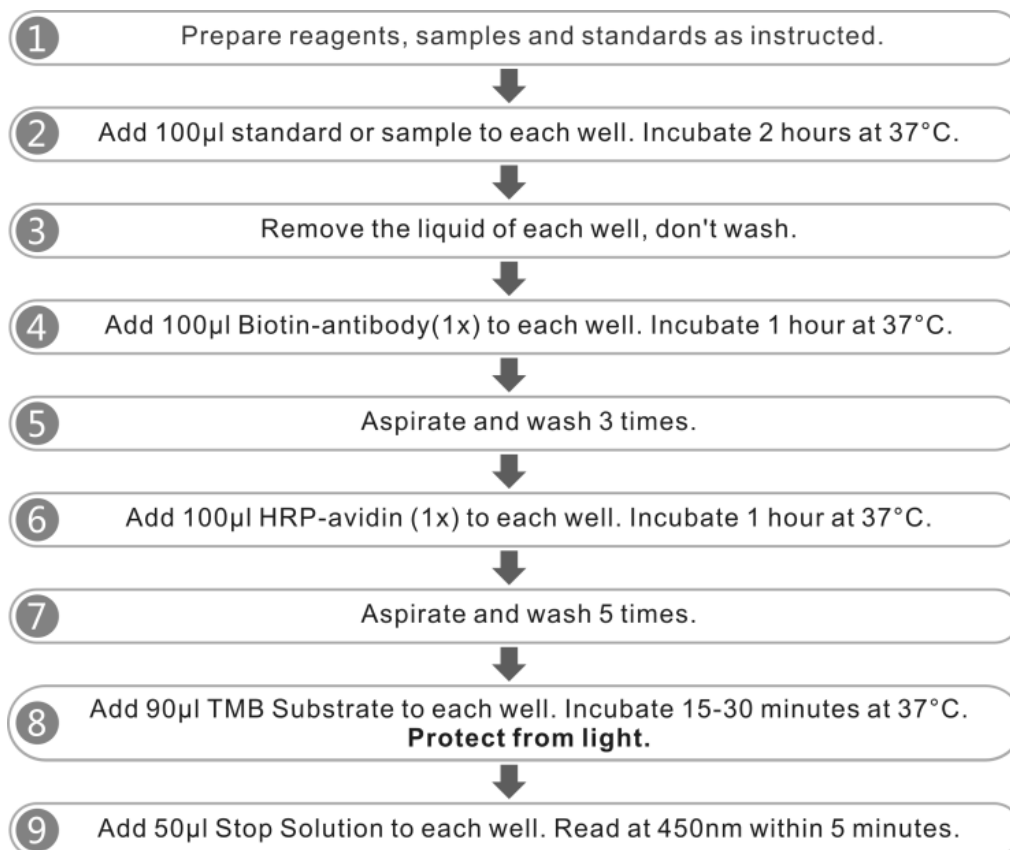 1 Prepare reagents, samples and standards as instructed.
2 Add 100µl standard or sample to each well. Incubate 2 hours at 37°C.
3 Remove the liquid of each well, don't wash.
4 Add 100µl Biotin-antibody(1x) to each well. Incubate 1 hour at 37°C.
5 Aspirate and wash 3 times.
6 Add 100µl HRP-avidin (1x) to each well. Incubate 1 hour at 37°C.
7 Aspirate and wash 5 times.
8 Add 90µl TMB Substrate to each well. Incubate 15-30 minutes at 37°C.
Protect from light.
9 Add 50µl Stop Solution to each well. Read at 450nm within 5 minutes.